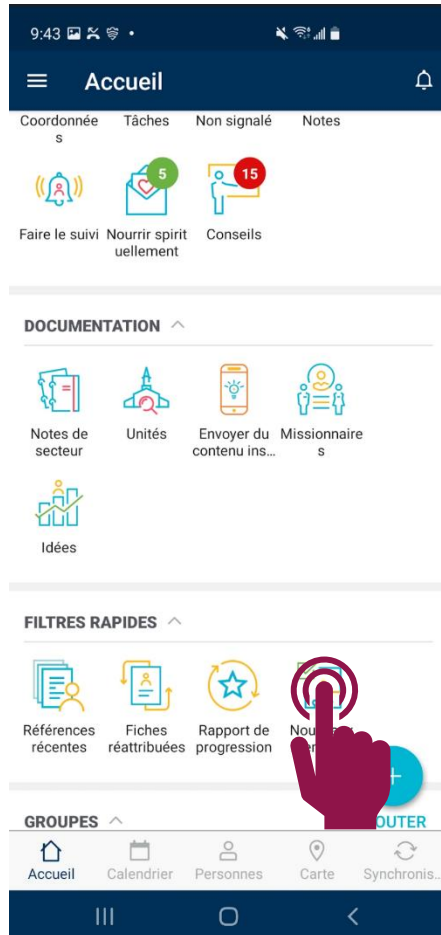 9:43
Accueil
Coordonnée
s
Tâches
Non signalé
Notes
5
15
Faire le suivi
Nourrir spirit
uellement
Conseils
DOCUMENTATION
Notes de
secteur
Unités
Envoyer du
contenu ins...
Missionnaire
s
Idées
FILTRES RAPIDES
Références
récentes
Fiches
réattribuées
Rapport de
progression
GROUPES
Accueil
Calendrier
Personnes
Carte
Synchronis..